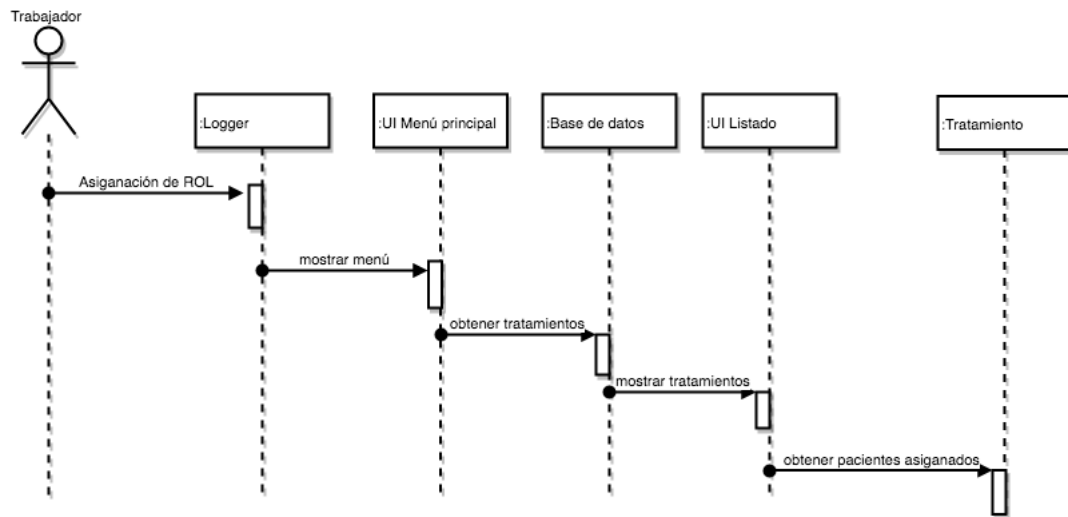 Trabajador
:Logger
:UI Menú principal
:Base de datos
:UI Listado
:Tratamiento
Asiganación de ROL
mostrar menú
obtener tratamientos
mostrar tratamientos
obtener pacientes asiganados